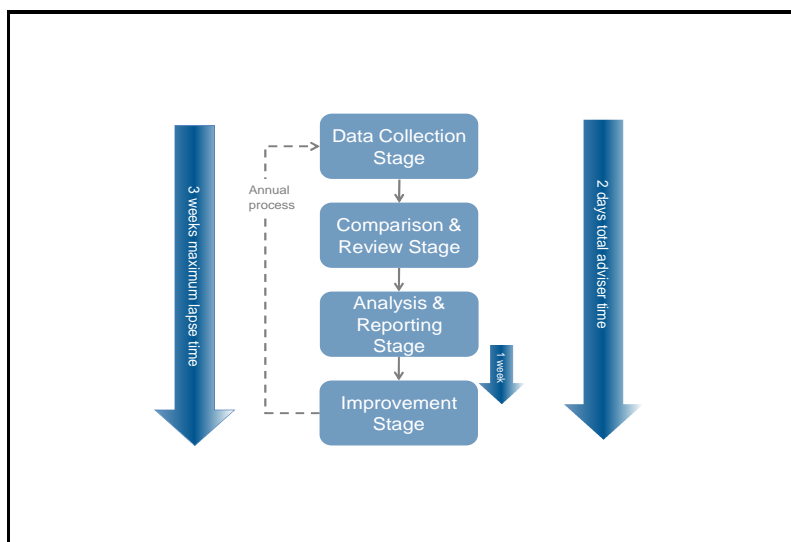 Data Collection
Stage
Annual
process
Comparison &
Review Stage
Analysis &
Reporting
Stage
Improvement
Stage
3 weeks maximum lapse time
1 week
2 days total adviser time